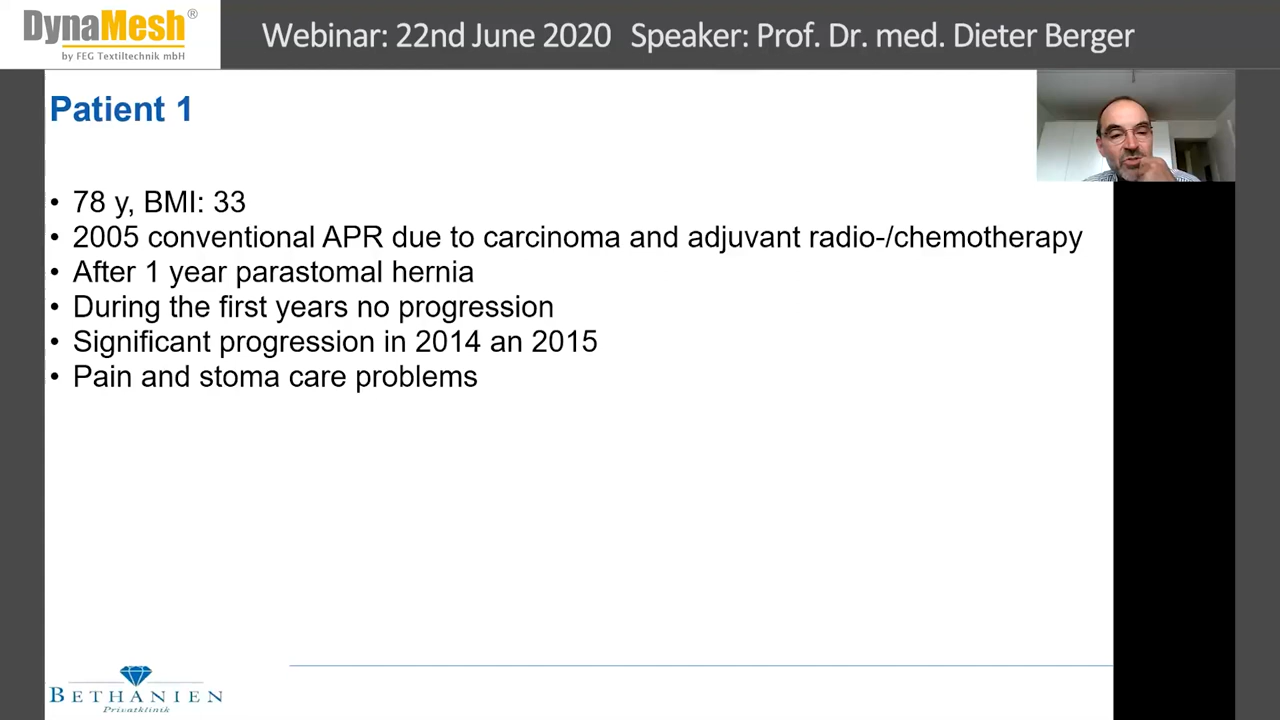 DynaMesh®
by FEG Textiltechnik mbH
Webinar: 22nd June 2020 Speaker: Prof. Dr. med. Dieter Berger
Patient 1
• 78 y, BMI: 33
• 2005 conventional APR due to carcinoma and adjuvant radio-/chemotherapy
• After 1 year parastomal hernia
• During the first years no progression
• Significant progression in 2014 an 2015
• Pain and stoma care problems
BETHANIEN
Privatklinik